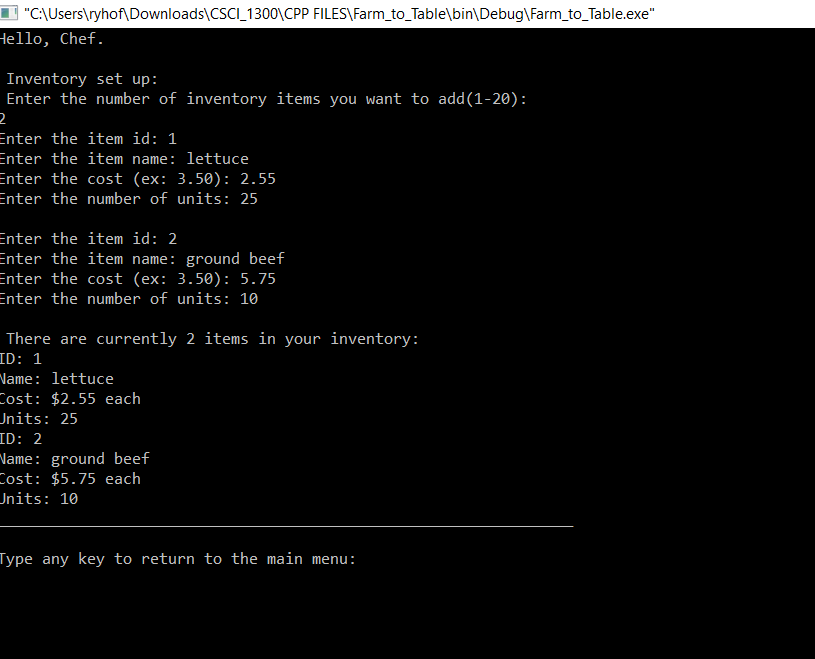 "C:\Users\ryhof\Downloads\CSCI_1300\CPP FILES\Farm_to_Table\bin\Debug\Farm_to_Table.exe"
Hello, Chef.
Inventory set up:
Enter the number of inventory items you want to add(1-20):
2
Enter the item id: 1
Enter the item name: lettuce
Enter the cost (ex: 3.50): 2.55
Enter the number of units: 25
Enter the item id: 2
Enter the item name: ground beef
Enter the cost (ex: 3.50): 5.75
Enter the number of units: 10
There are currently 2 items in your inventory:
ID: 1
Name: lettuce
Cost: $2.55 each
Units: 25
ID: 2
Name: ground beef
Cost: $5.75 each
Units: 10
Type any key to return to the main menu: